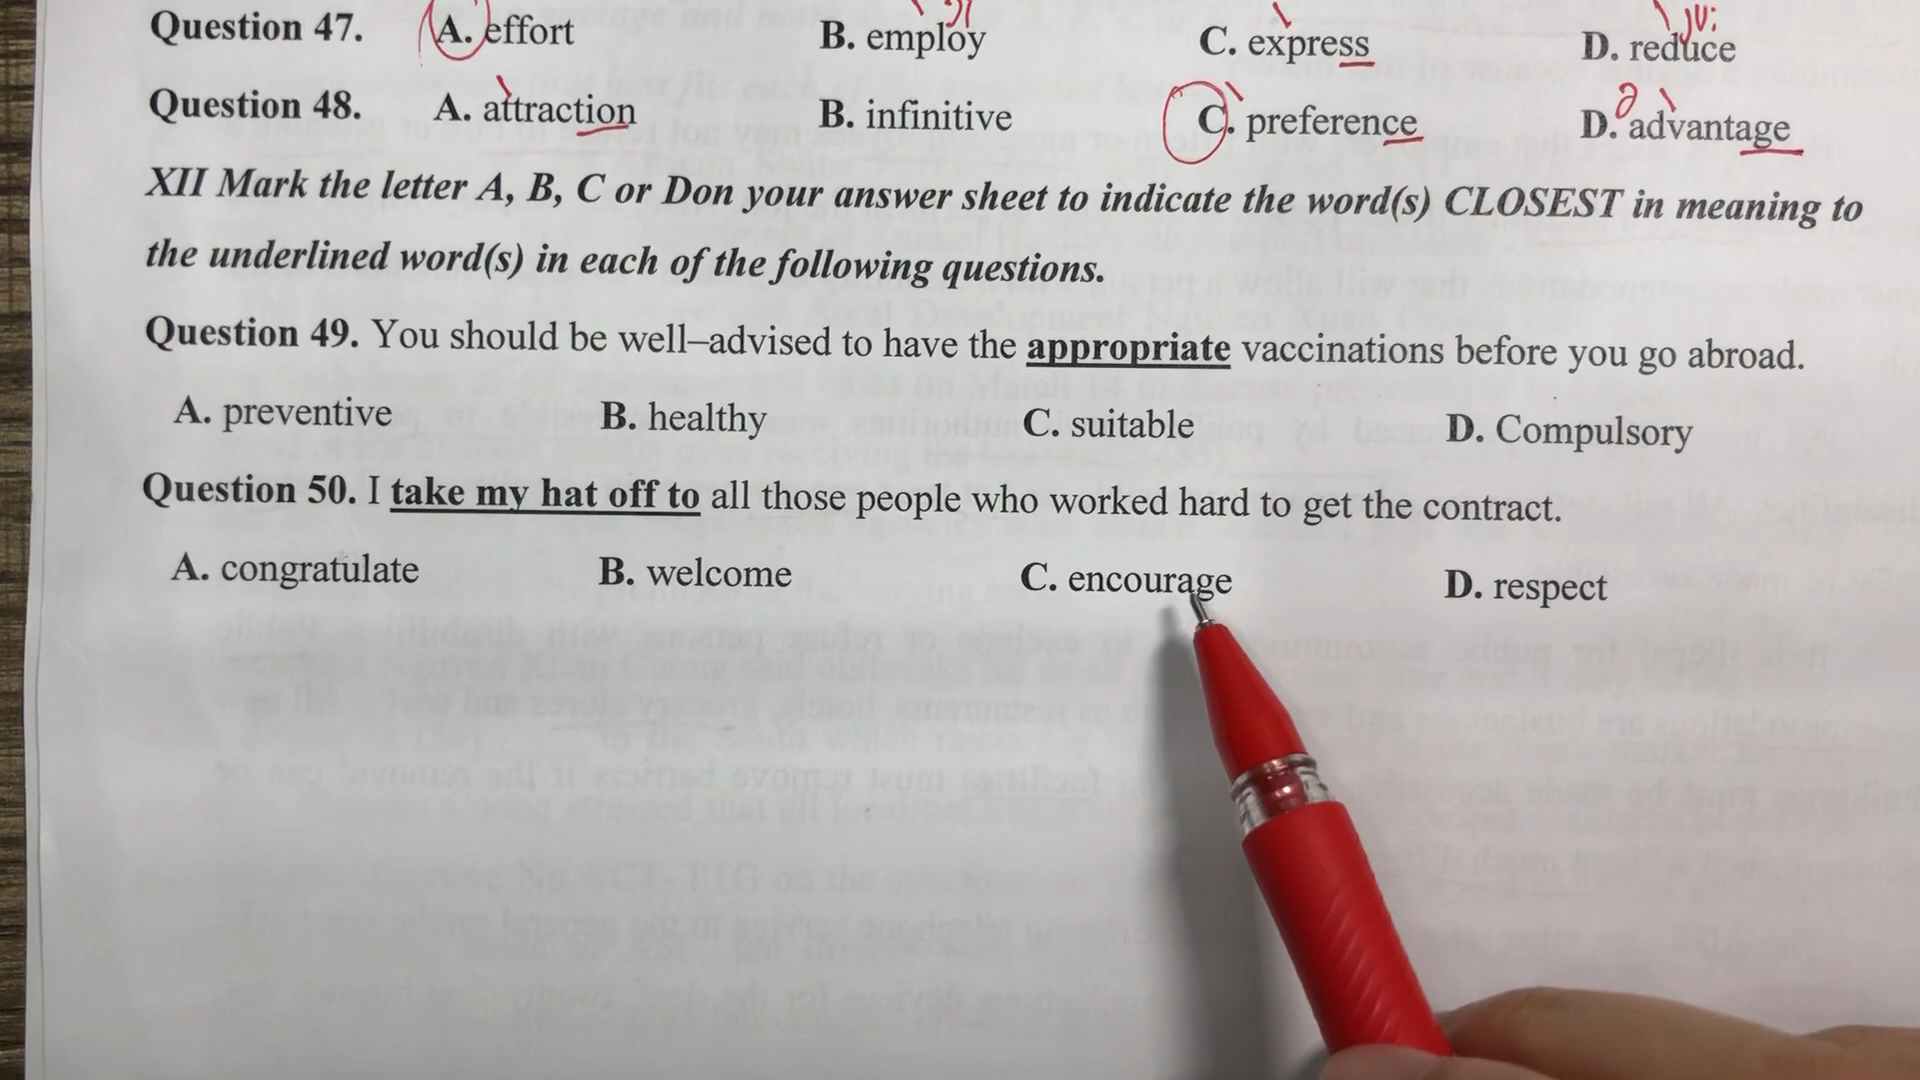 Question 47. A. effort B. employ C. express D. reduce
Question 48. A. attraction B. infinitive C. preference D. advantage
XII Mark the letter A, B, C or Don your answer sheet to indicate the word(s) CLOSEST in meaning to
the underlined word(s) in each of the following questions.
Question 49. You should be well–advised to have the appropriate vaccinations before you go abroad.
A. preventive B. healthy C. suitable D. Compulsory
Question 50. I take my hat off to all those people who worked hard to get the contract.
A. congratulate B. welcome C. encourage D. respect